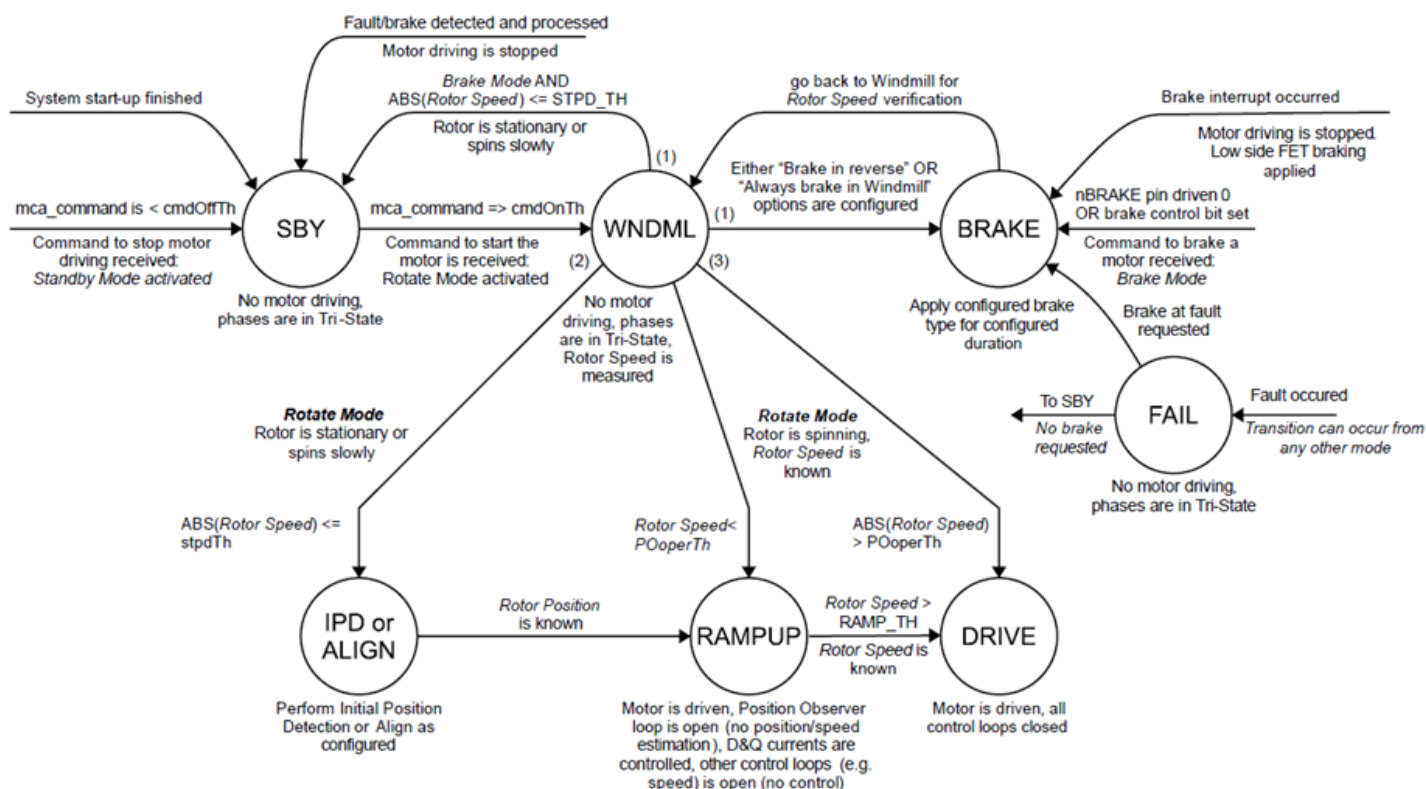 Fault/brake detected and processed
Motor driving is stopped
System start-up finished
Brake Mode AND
ABS(Rotor Speed) <= STPD_TH
Rotor is stationary or
spins slowly
go back to Windmill for
Rotor Speed verification
Brake interrupt occurred
Motor driving is stopped.
Low side FET braking
applied
(1)
Either “Brake in reverse” OR
“Always brake in Windmill”
options are configured
(1)
mca_command is < cmdOffTh
Command to stop motor
driving received:
Standby Mode activated
SBY
No motor driving,
phases are in Tri-State
mca_command => cmdOnTh
Command to start the
motor is received:
Rotate Mode activated
WNDML
(2)
(3)
No motor
driving, phases
are in Tri-State,
Rotor Speed is
measured
BRAKE
Apply configured brake
type for configured
duration
nBRAKE pin driven 0
OR brake control bit set
Command to brake a
motor received:
Brake Mode
Brake at fault
requested
To SBY
No brake
requested
FAIL
No motor driving,
phases are in Tri-State
Fault occured
Transition can occur from
any other mode
Rotate Mode
Rotor is stationary or
spins slowly
Rotate Mode
Rotor is spinning,
Rotor Speed is
known
ABS(Rotor Speed) <=
stpdTh
Rotor Speed<
POoperTh
ABS(Rotor Speed)
> POoperTh
IPD or
ALIGN
Perform Initial Position
Detection or Align as
configured
Rotor Position
is known
RAMPUP
Motor is driven, Position Observer
loop is open (no position/speed
estimation), D&Q currents are
controlled, other control loops (e.g.
speed) is open (no control)
Rotor Speed >
RAMP_TH
Rotor Speed is
known
DRIVE
Motor is driven, all
control loops closed